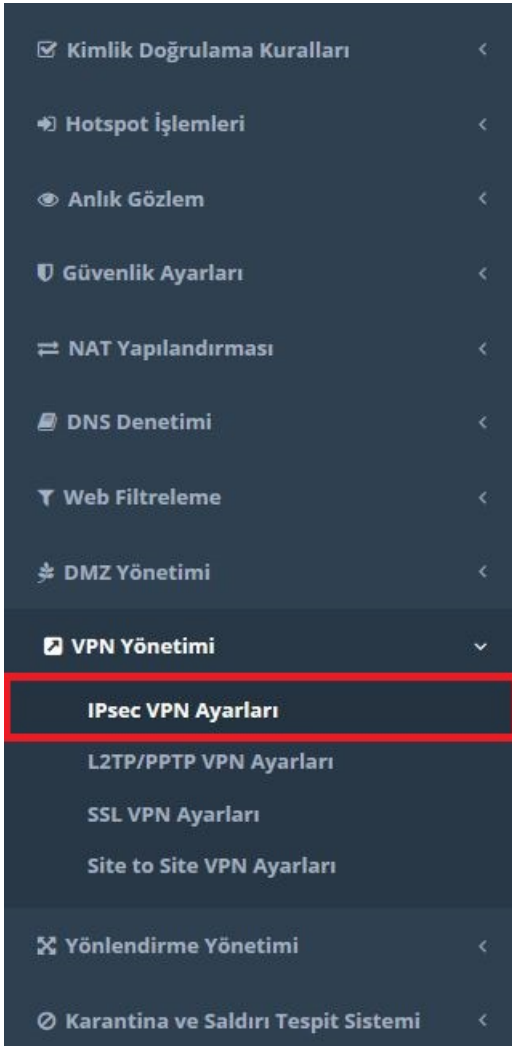 Kimlik Doğrulama Kuralları
Hotspot İşlemleri
Anlık Gözlem
Güvenlik Ayarları
NAT Yapılandırması
DNS Denetimi
Web Filtreleme
DMZ Yönetimi
VPN Yönetimi
IPsec VPN Ayarları
L2TP/PPTP VPN Ayarları
SSL VPN Ayarları
Site to Site VPN Ayarları
Yönlendirme Yönetimi
Karantina ve Saldırı Tespit Sistemi